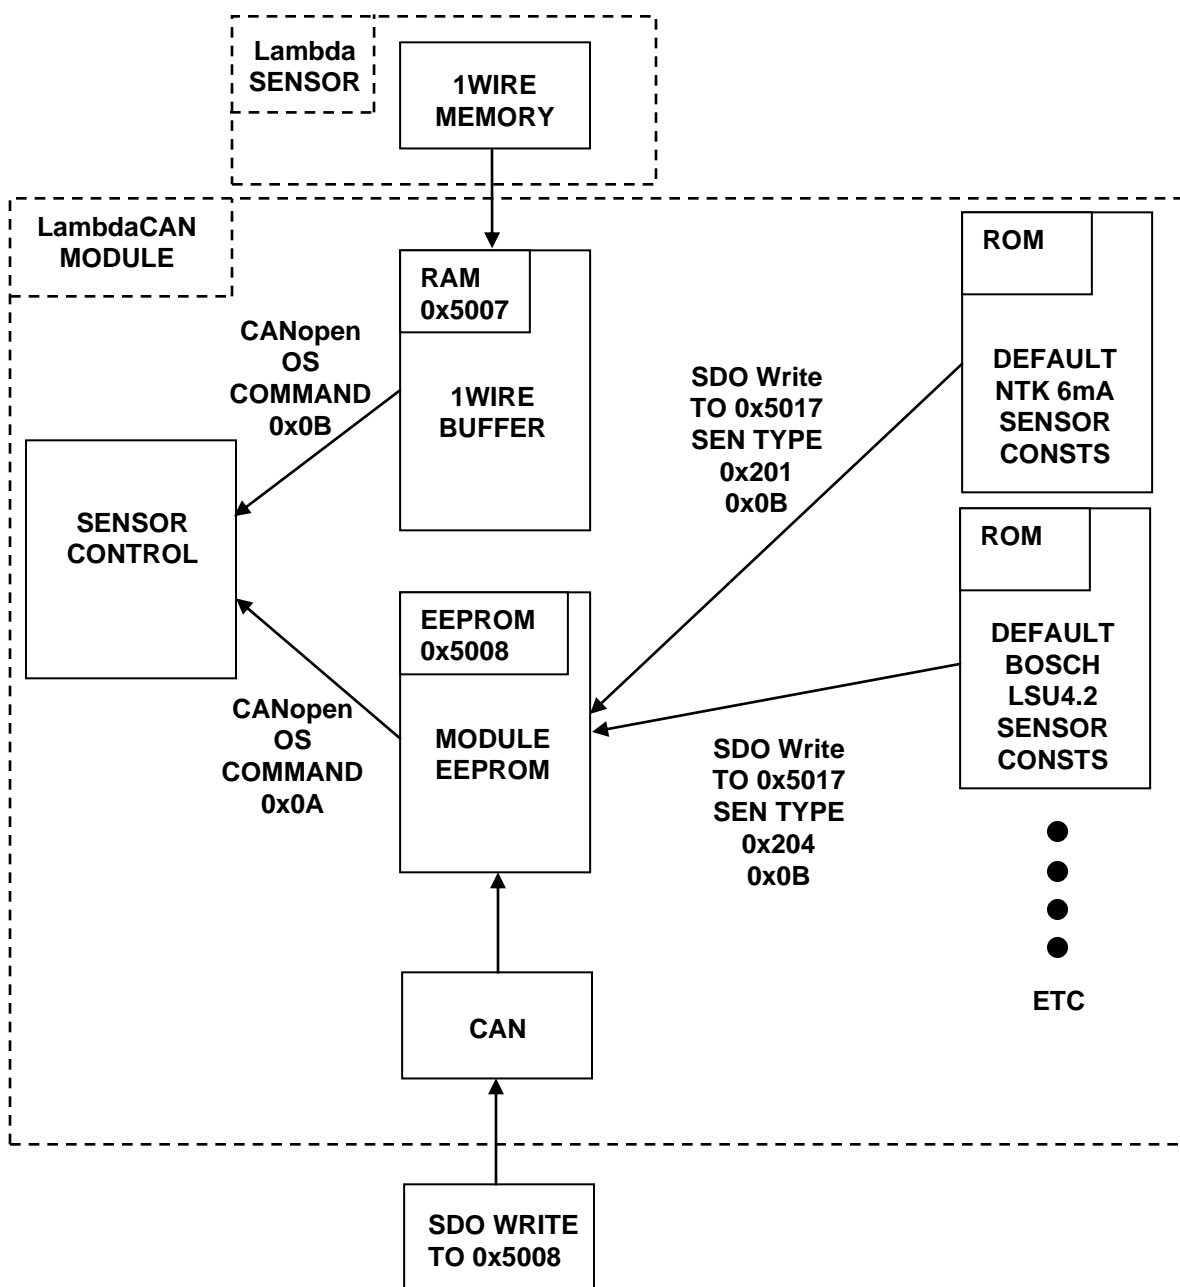 Lambda
SENSOR
1WIRE
MEMORY
LambdaCAN
MODULE
RAM
0x5007
1WIRE
BUFFER
CANopen
OS
COMMAND
0x0B
SENSOR
CONTROL
EEPROM
0x5008
MODULE
EEPROM
CANopen
OS
COMMAND
0x0A
SDO Write
TO 0x5017
SEN TYPE
0x201
0x0B
ROM
DEFAULT
NTK 6mA
SENSOR
CONSTS
ROM
DEFAULT
BOSCH
LSU4.2
SENSOR
CONSTS
SDO Write
TO 0x5017
SEN TYPE
0x204
0x0B
ETC
CAN
SDO WRITE
TO 0x5008